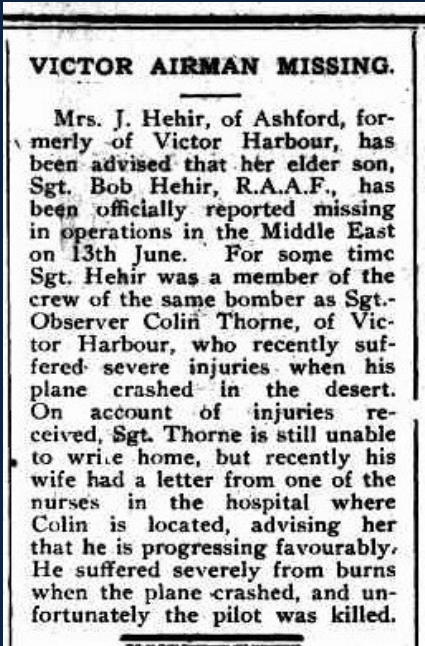 VICTOR AIRMAN MISSING.
Mrs. J. Hehir, of Ashford, for-
merly of Victor Harbour, has
been advised that her elder son,
Sgt. Bob Hehir, R.A.A.F., has
been officially reported missing
in operations in the Middle East
on 13th June. For some time
Sgt. Hehir was a member of the
crew of the same bomber as Sgt.-
Observer Colin Thorne, of Vic-
tor Harbour, who recently suf-
fered severe injuries when his
plane crashed in the desert.
On account of injuries re-
ceived, Sgt. Thorne is still unable
to write home, but recently his
wife had a letter from one of the
nurses in the hospital where
Colin is located, advising her
that he is progressing favourably.
He suffered severely from burns
when the plane crashed, and un-
fortunately the pilot was killed.